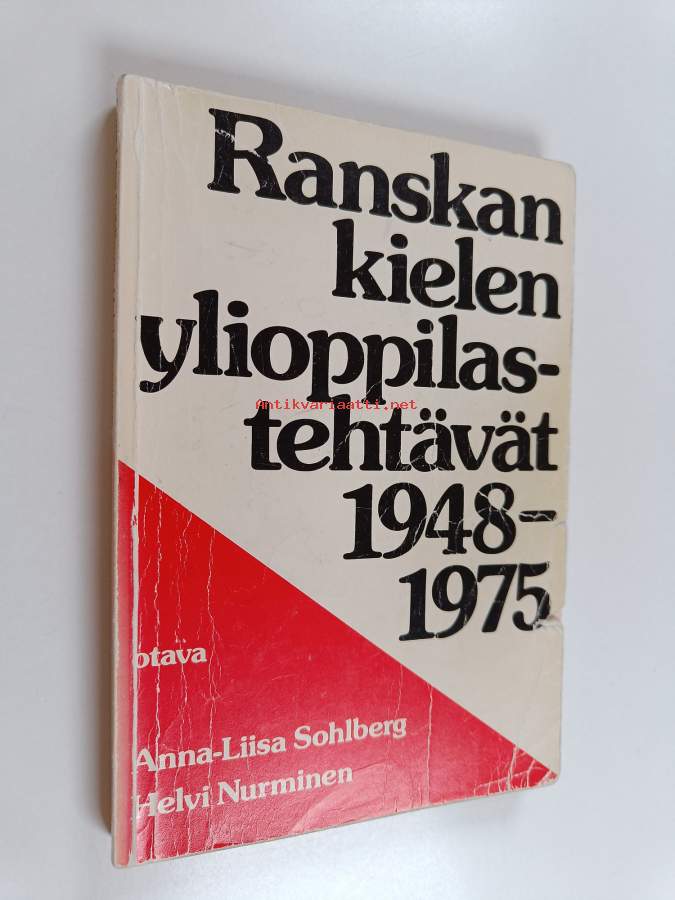 Ranskan
kielen
ylioppilas-
Antikvariaatti.net
tehtävät
1948-
1975
otava
Anna-Liisa Sohlberg
Helvi Nurminen